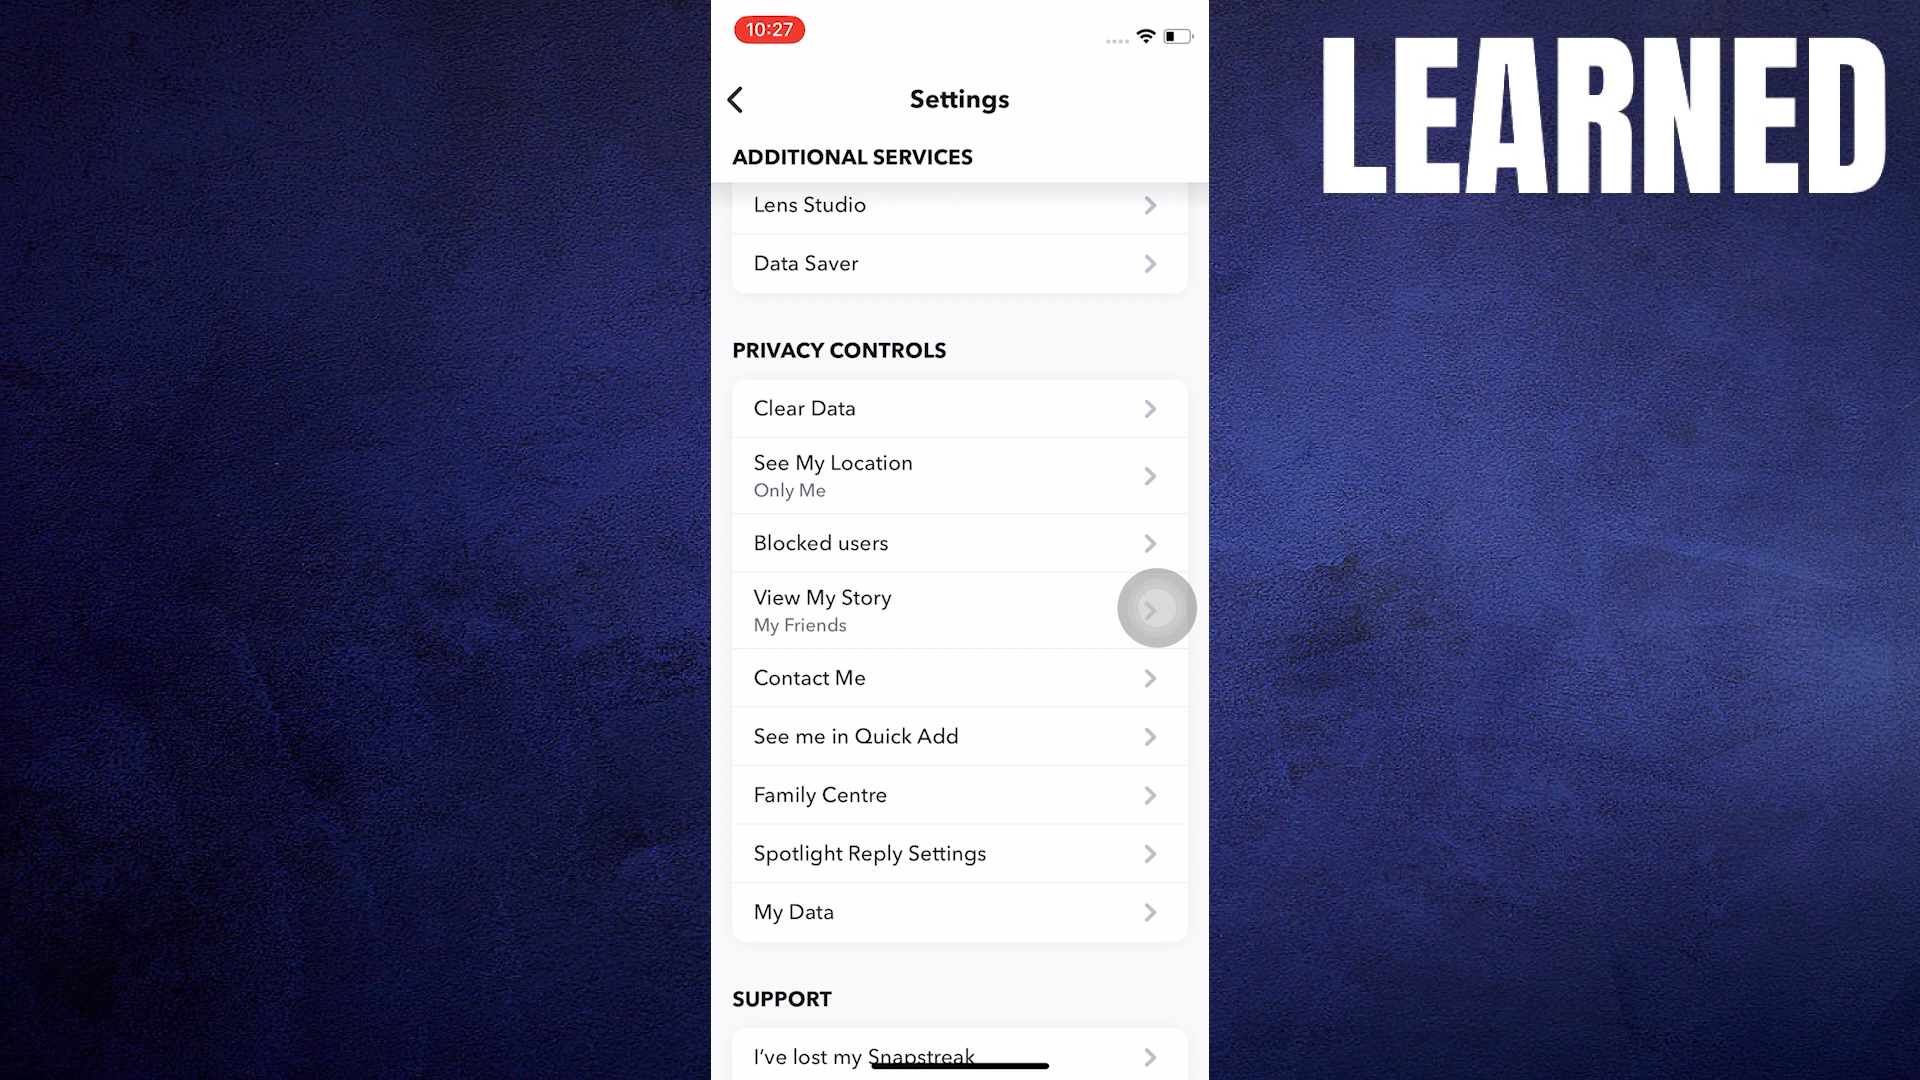 10:27
LEARNED
Settings
ADDITIONAL SERVICES
Lens Studio
Data Saver
PRIVACY CONTROLS
Clear Data
See My Location
Only Me
Blocked users
View My Story
My Friends
Contact Me
See me in Quick Add
Family Centre
Spotlight Reply Settings
My Data
SUPPORT
I've lost my Snapstreak